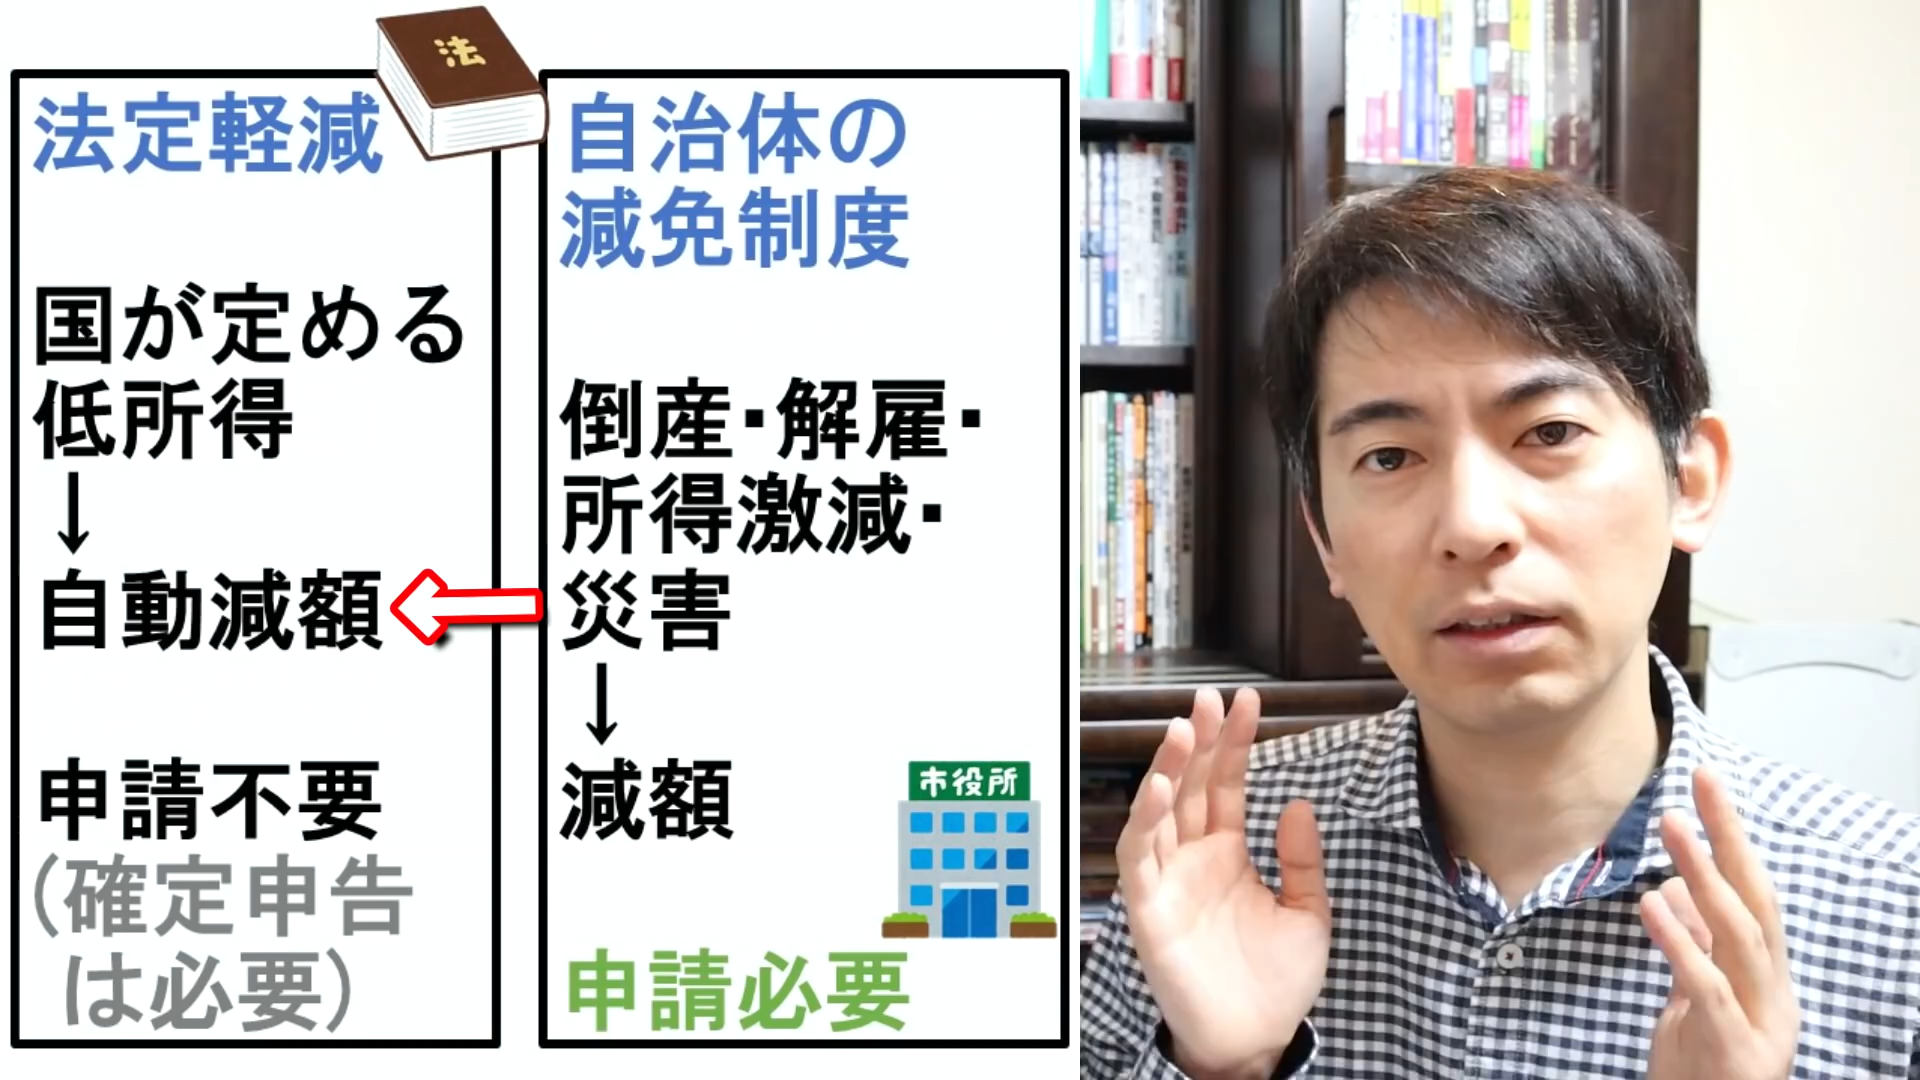 法
法定軽減
国が定める
低所得
↓
自動減額
申請不要
(確定申告
は必要)
自治体の
減免制度
倒産・解雇・
所得激減・
災害
↓
減額
市役所
申請必要